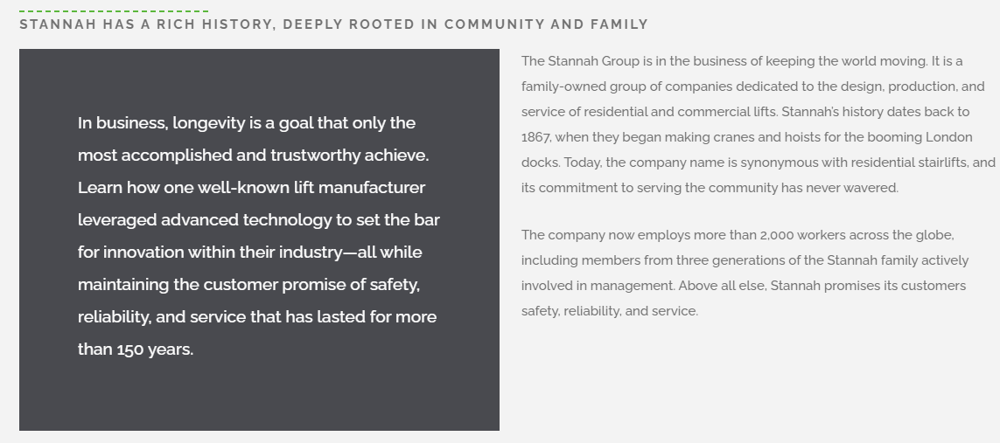 STANNAH HAS A RICH HISTORY, DEEPLY ROOTED IN COMMUNITY AND FAMILY
In business, longevity is a goal that only the
most accomplished and trustworthy achieve.
Learn how one well-known lift manufacturer
leveraged advanced technology to set the bar
for innovation within their industry—all while
maintaining the customer promise of safety,
reliability, and service that has lasted for more
than 150 years.
The Stannah Group is in the business of keeping the world moving. It is a
family-owned group of companies dedicated to the design, production, and
service of residential and commercial lifts. Stannah’s history dates back to
1867, when they began making cranes and hoists for the booming London
docks. Today, the company name is synonymous with residential stairlifts, and
its commitment to serving the community has never wavered.
The company now employs more than 2,000 workers across the globe,
including members from three generations of the Stannah family actively
involved in management. Above all else, Stannah promises its customers
safety, reliability, and service.